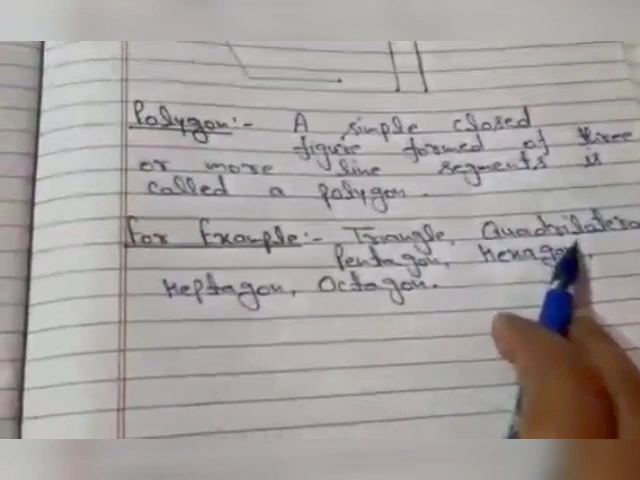 Polygon:- A simple closed
figure formed of three
or more line segments is
called a polygon.
For Example:- Triangle, Quadrilatera
Pentagon, Hexagon,
Heptagon, Octagon.